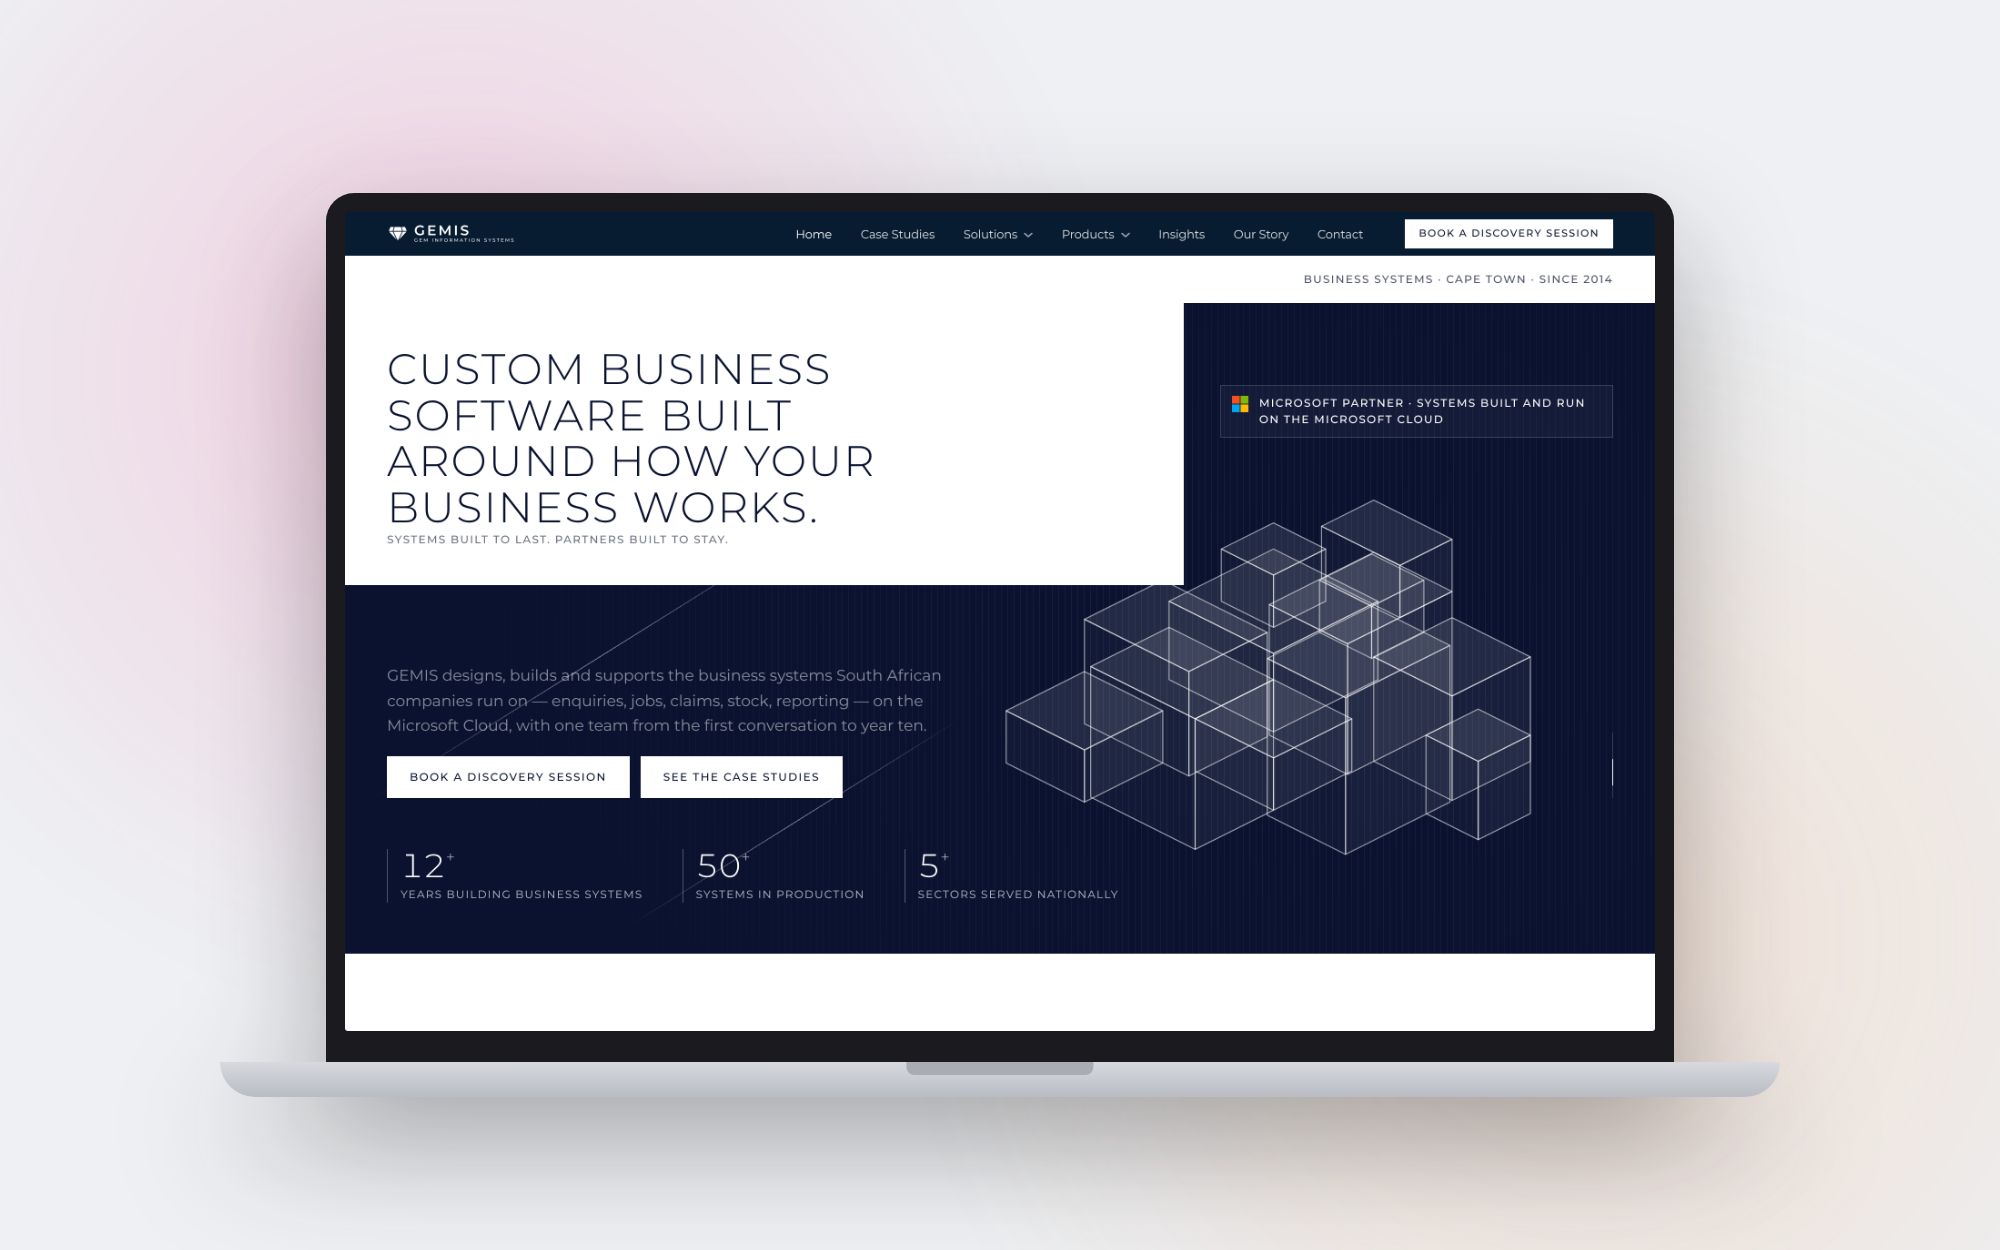 GEMIS
GEM INFORMATION SYSTEMS
Home
Case Studies
Solutions
Products
Insights
Our Story
Contact
BOOK A DISCOVERY SESSION
BUSINESS SYSTEMS · CAPE TOWN · SINCE 2014
CUSTOM BUSINESS
SOFTWARE BUILT
AROUND HOW YOUR
BUSINESS WORKS.
SYSTEMS BUILT TO LAST. PARTNERS BUILT TO STAY.
MICROSOFT PARTNER · SYSTEMS BUILT AND RUN
ON THE MICROSOFT CLOUD
GEMIS designs, builds and supports the business systems South African
companies run on — enquiries, jobs, claims, stock, reporting — on the
Microsoft Cloud, with one team from the first conversation to year ten.
BOOK A DISCOVERY SESSION
SEE THE CASE STUDIES
12+
YEARS BUILDING BUSINESS SYSTEMS
50+
SYSTEMS IN PRODUCTION
5+
SECTORS SERVED NATIONALLY